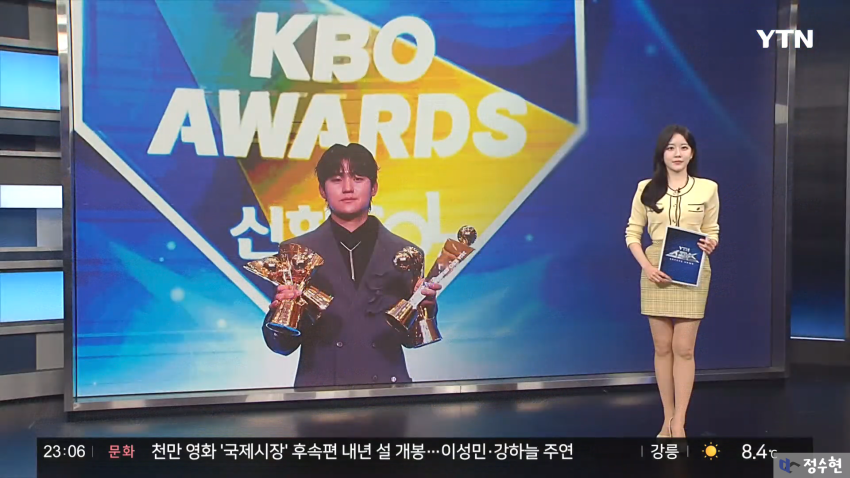 YTN
KBO
AWARDS
신한
YTN
23:06 문화 천만 영화 '국제시장' 후속편 내년 설 개봉…이성민·강하늘 주연 강릉 8.4℃
정수현